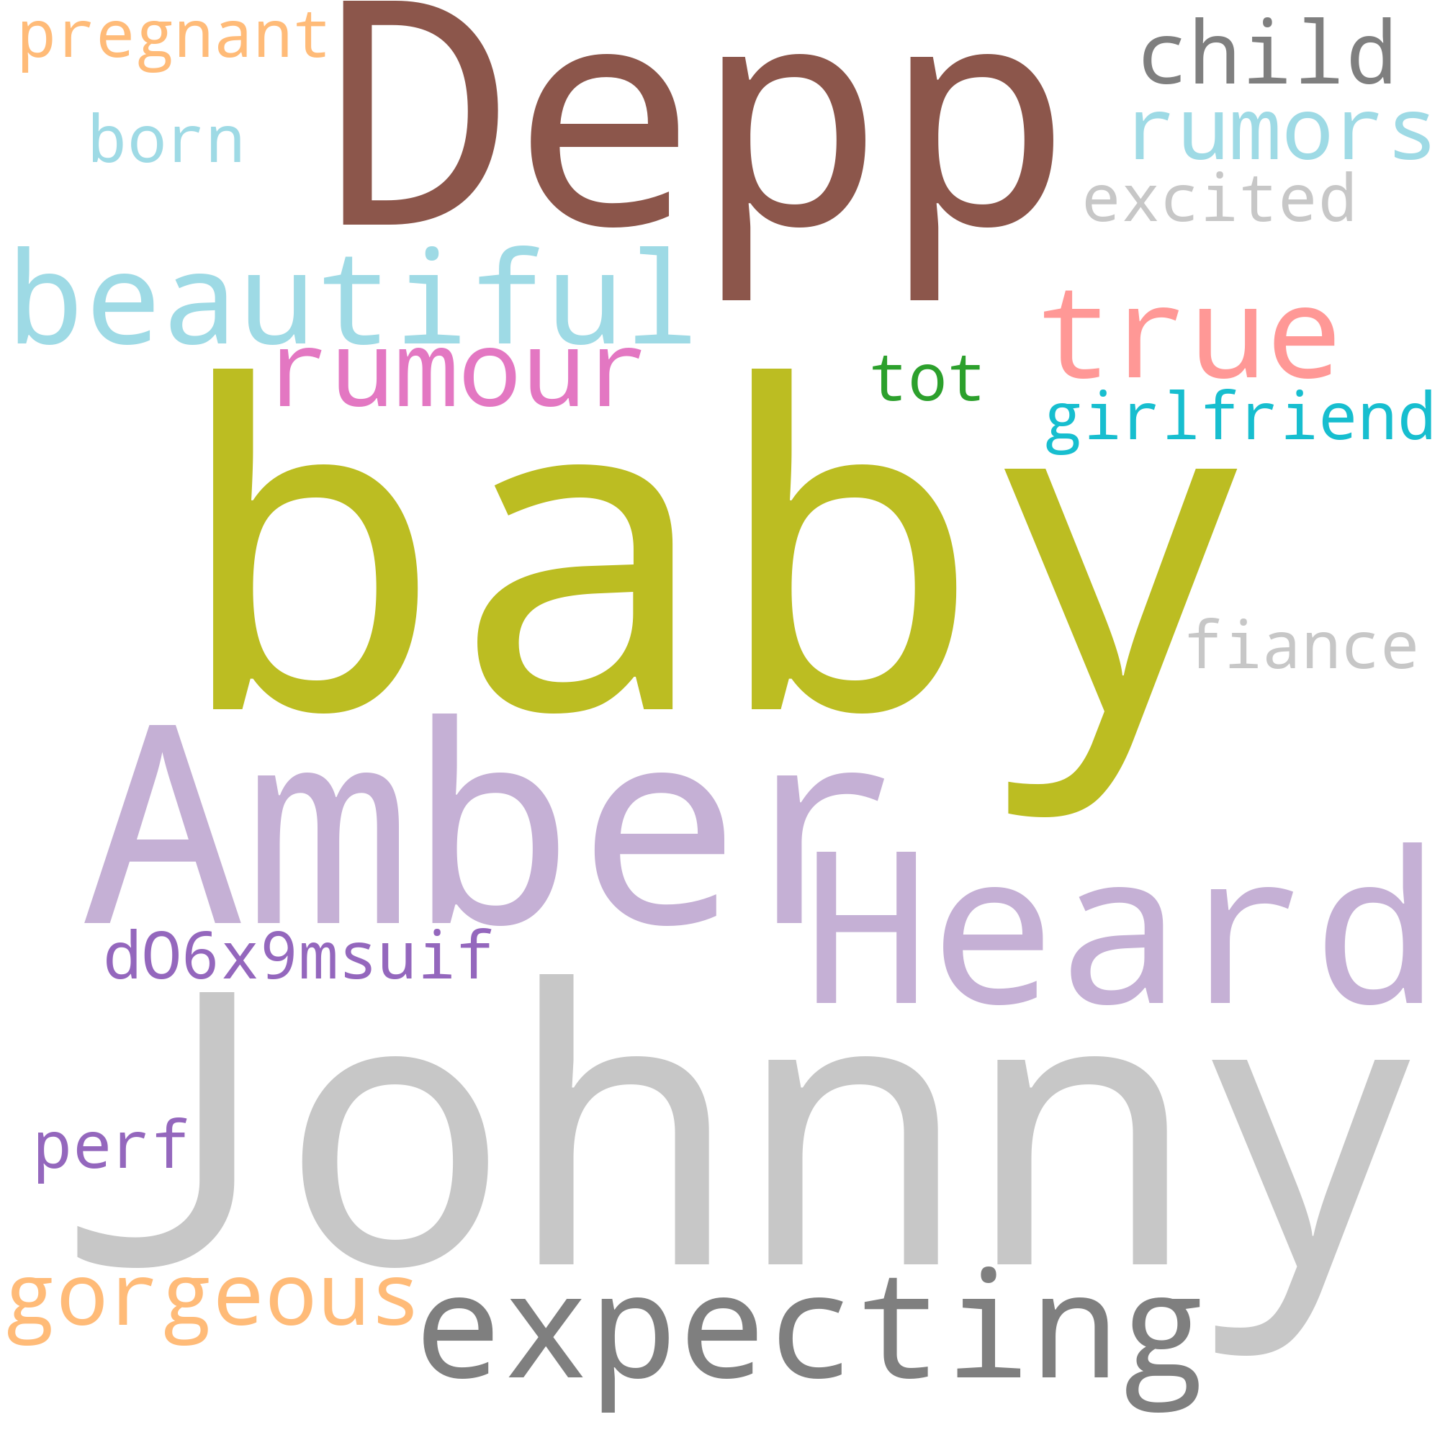 pregnant
Depp
child
born
rumors
excited
beautiful
true
rumour
tot
girlfriend
baby
fiance
Amber
Heard
dO6x9msuif
Johnny
perf
gorgeous
expecting